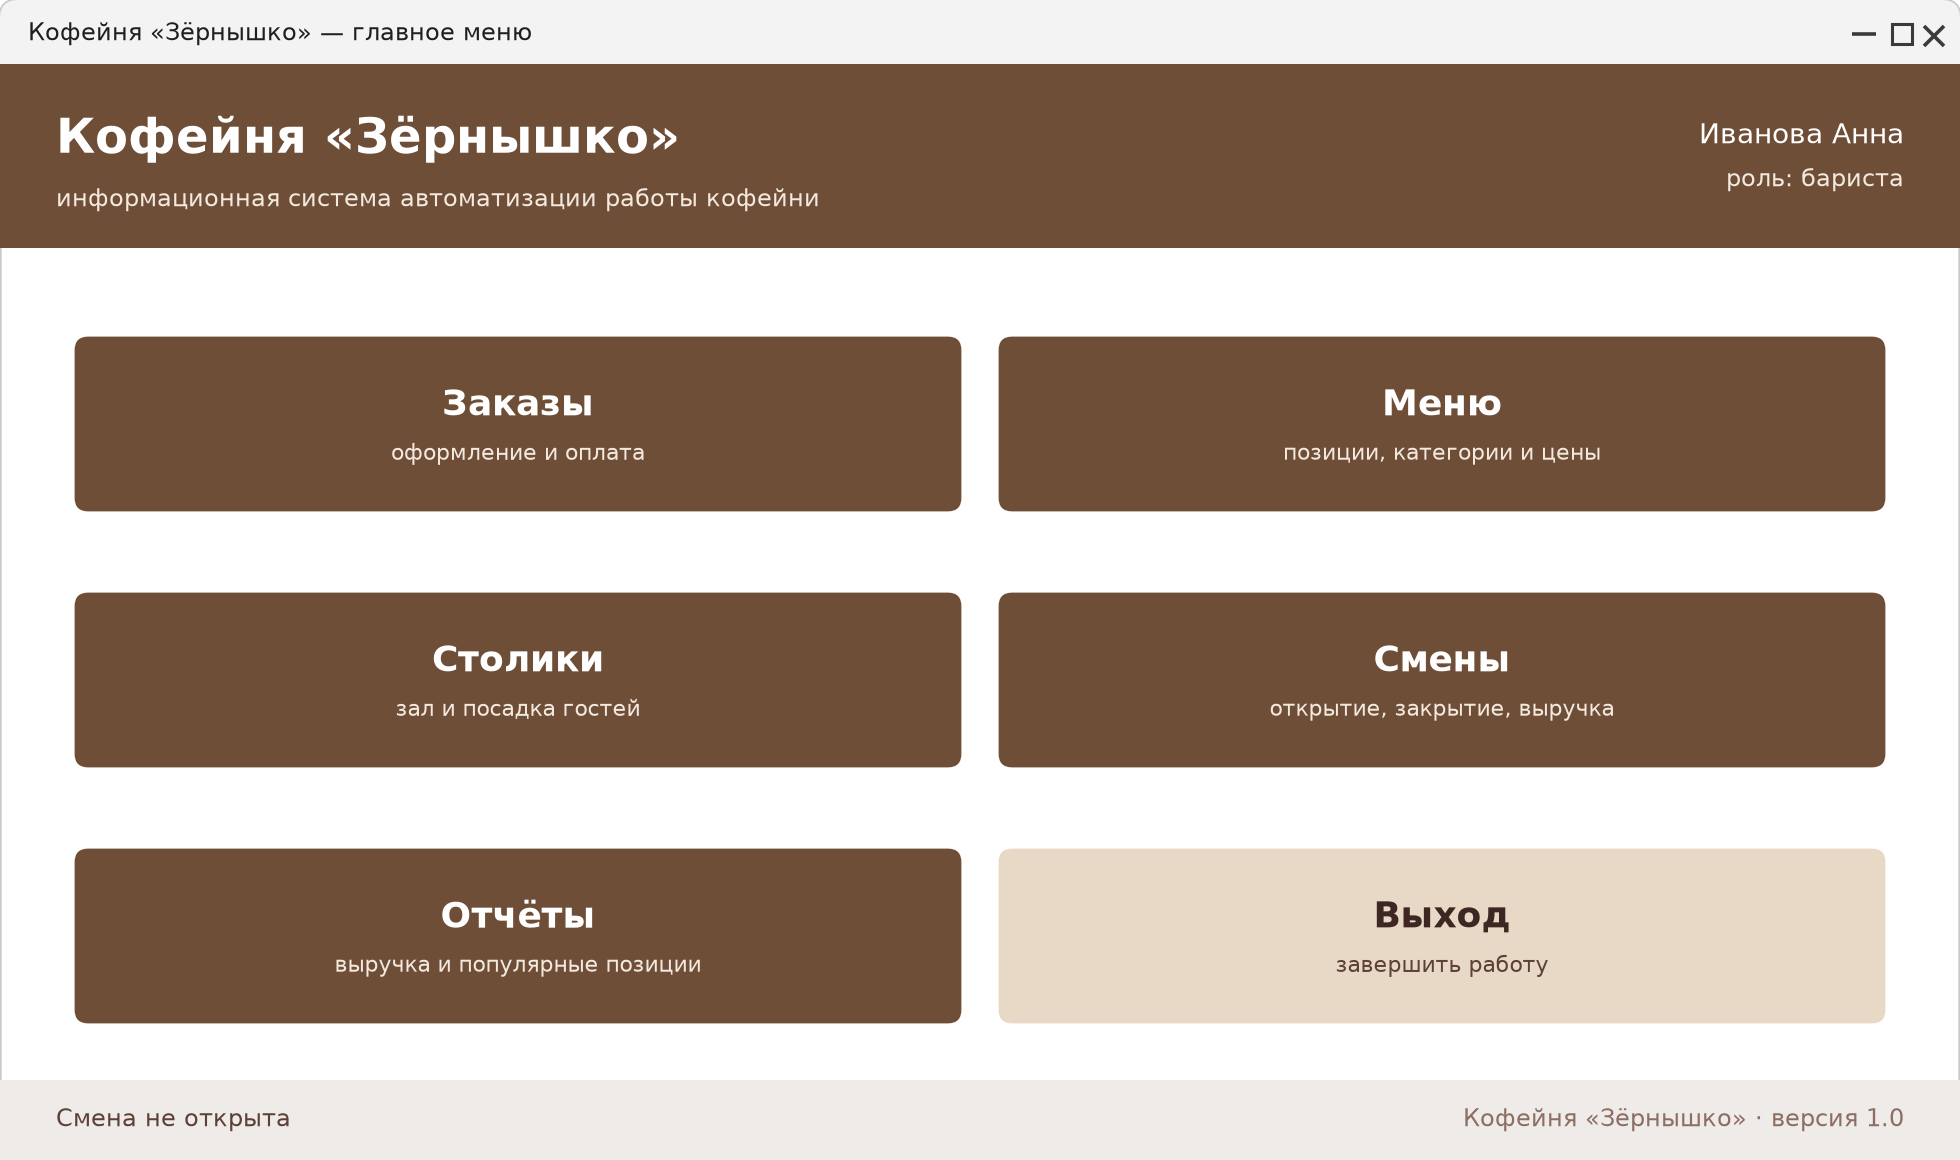 Кофейня «Зёрнышко» — главное меню
Кофейня «Зёрнышко»
информационная система автоматизации работы кофейни
Иванова Анна
роль: бариста
Заказы
оформление и оплата
Меню
позиции, категории и цены
Столики
зал и посадка гостей
Смены
открытие, закрытие, выручка
Отчёты
выручка и популярные позиции
Выход
завершить работу
Смена не открыта
Кофейня «Зёрнышко» · версия 1.0